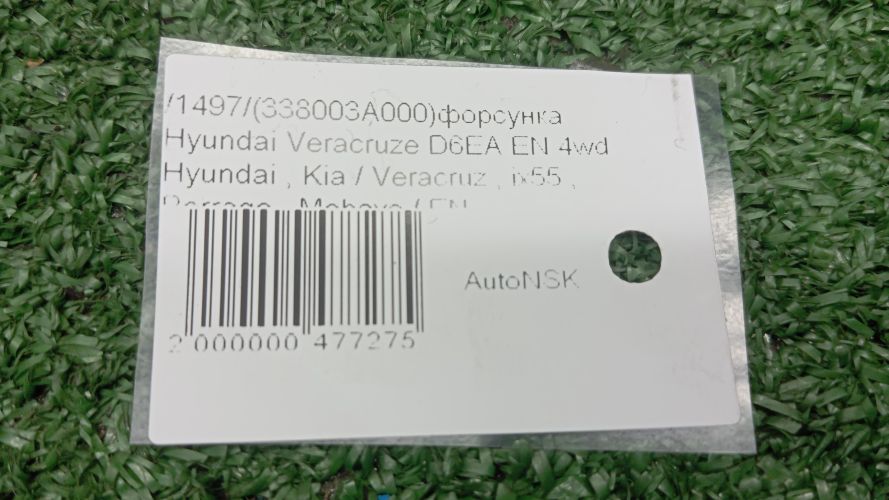 /1497/(338003A000)форсунка
Hyundai Veracruze D6EA EN 4wd
Hyundai , Kia / Veracruz , ix55 ,
AutoNSK
2 000000 477275